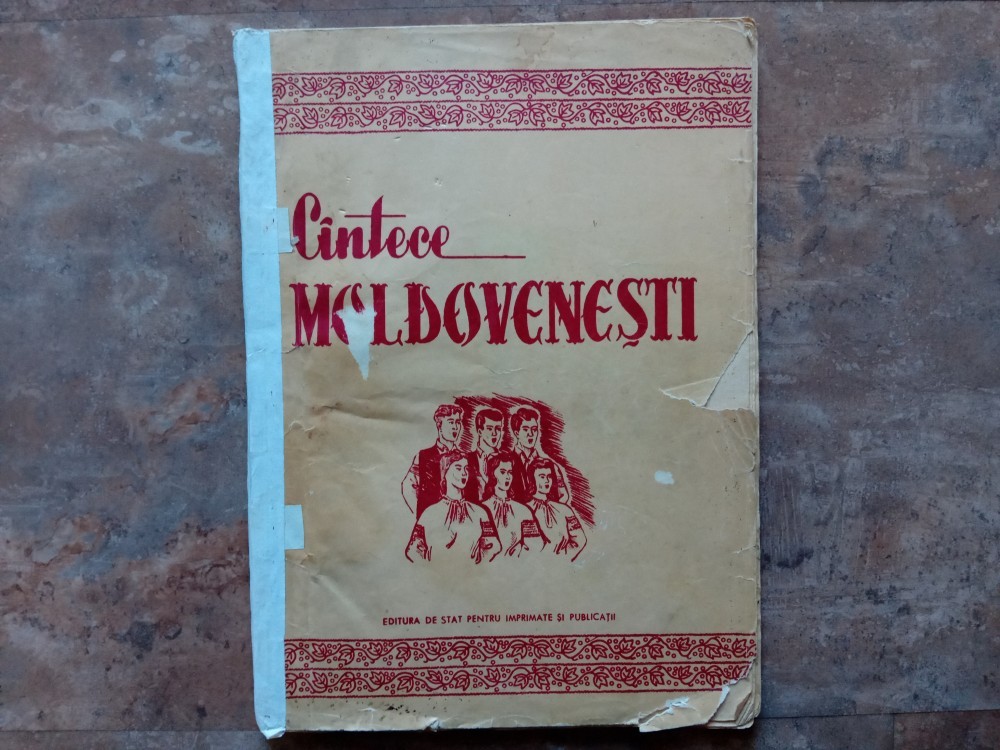 Cîntece
MOLDOVENEŞTI
EDITURA DE STAT PENTRU IMPRIMATE ŞI PUBLICAŢII